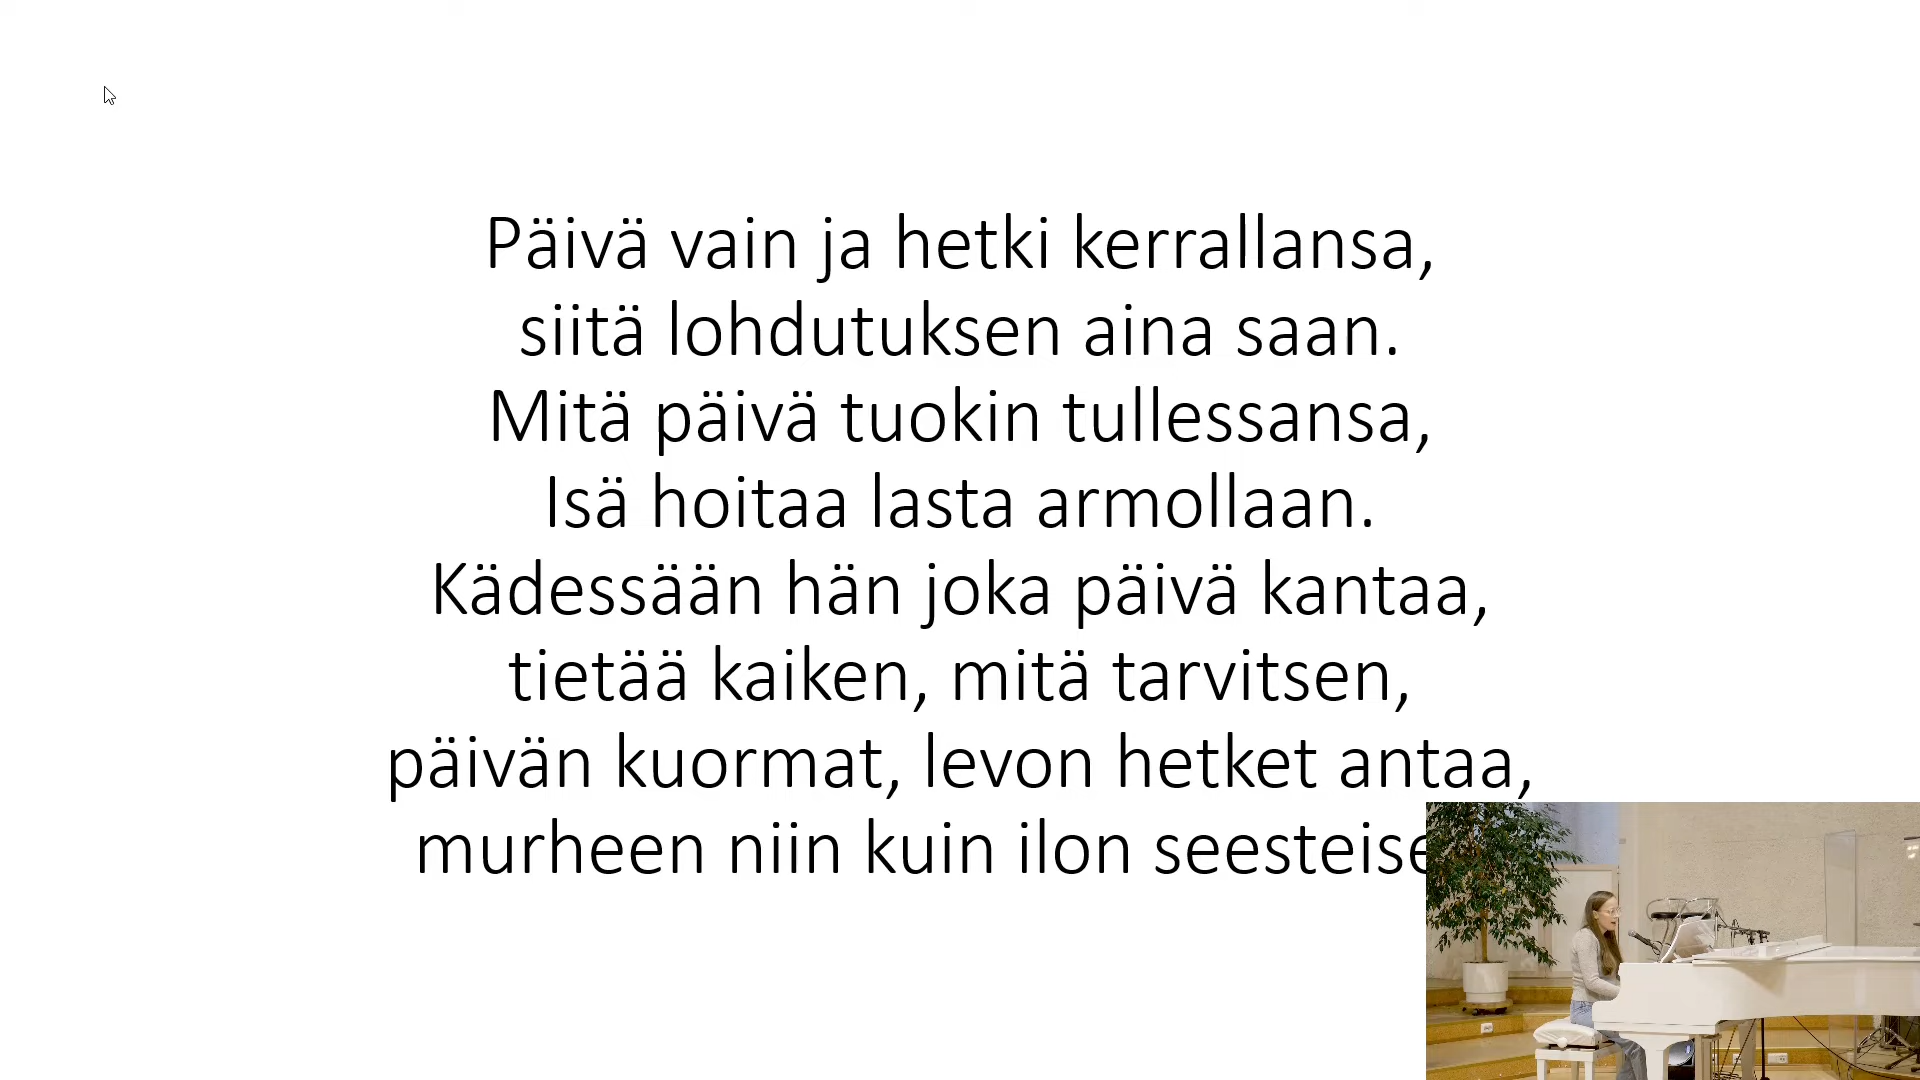 Päivä vain ja hetki kerrallansa,
siitä lohdutuksen aina saan.
Mitä päivä tuokin tullessansa,
Isä hoitaa lasta armollaan.
Kädessään hän joka päivä kantaa,
tietää kaiken, mitä tarvitsen,
päivän kuormat, levon hetket antaa,
murheen niin kuin ilon